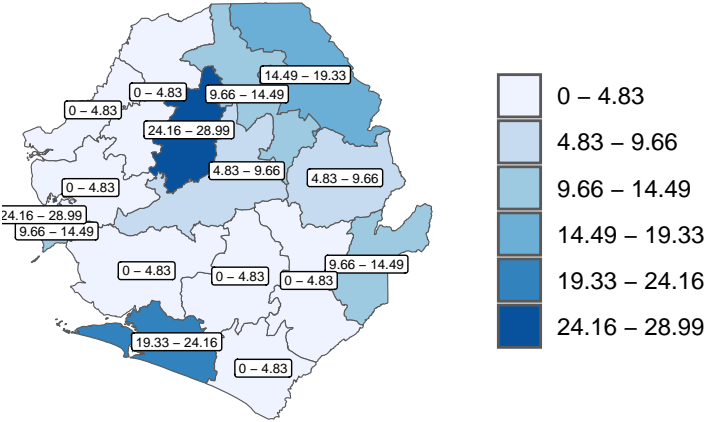 14.49 – 19.33
0 – 4.83
9.66 – 14.49
0 – 4.83
24.16 – 28.99
4.83 – 9.66
4.83 – 9.66
0 – 4.83
24.16 – 28.99
9.66 – 14.49
9.66 – 14.49
0 – 4.83
0 – 4.83
0 – 4.83
19.33 – 24.16
0 – 4.83
0 – 4.83
4.83 – 9.66
9.66 – 14.49
14.49 – 19.33
19.33 – 24.16
24.16 – 28.99